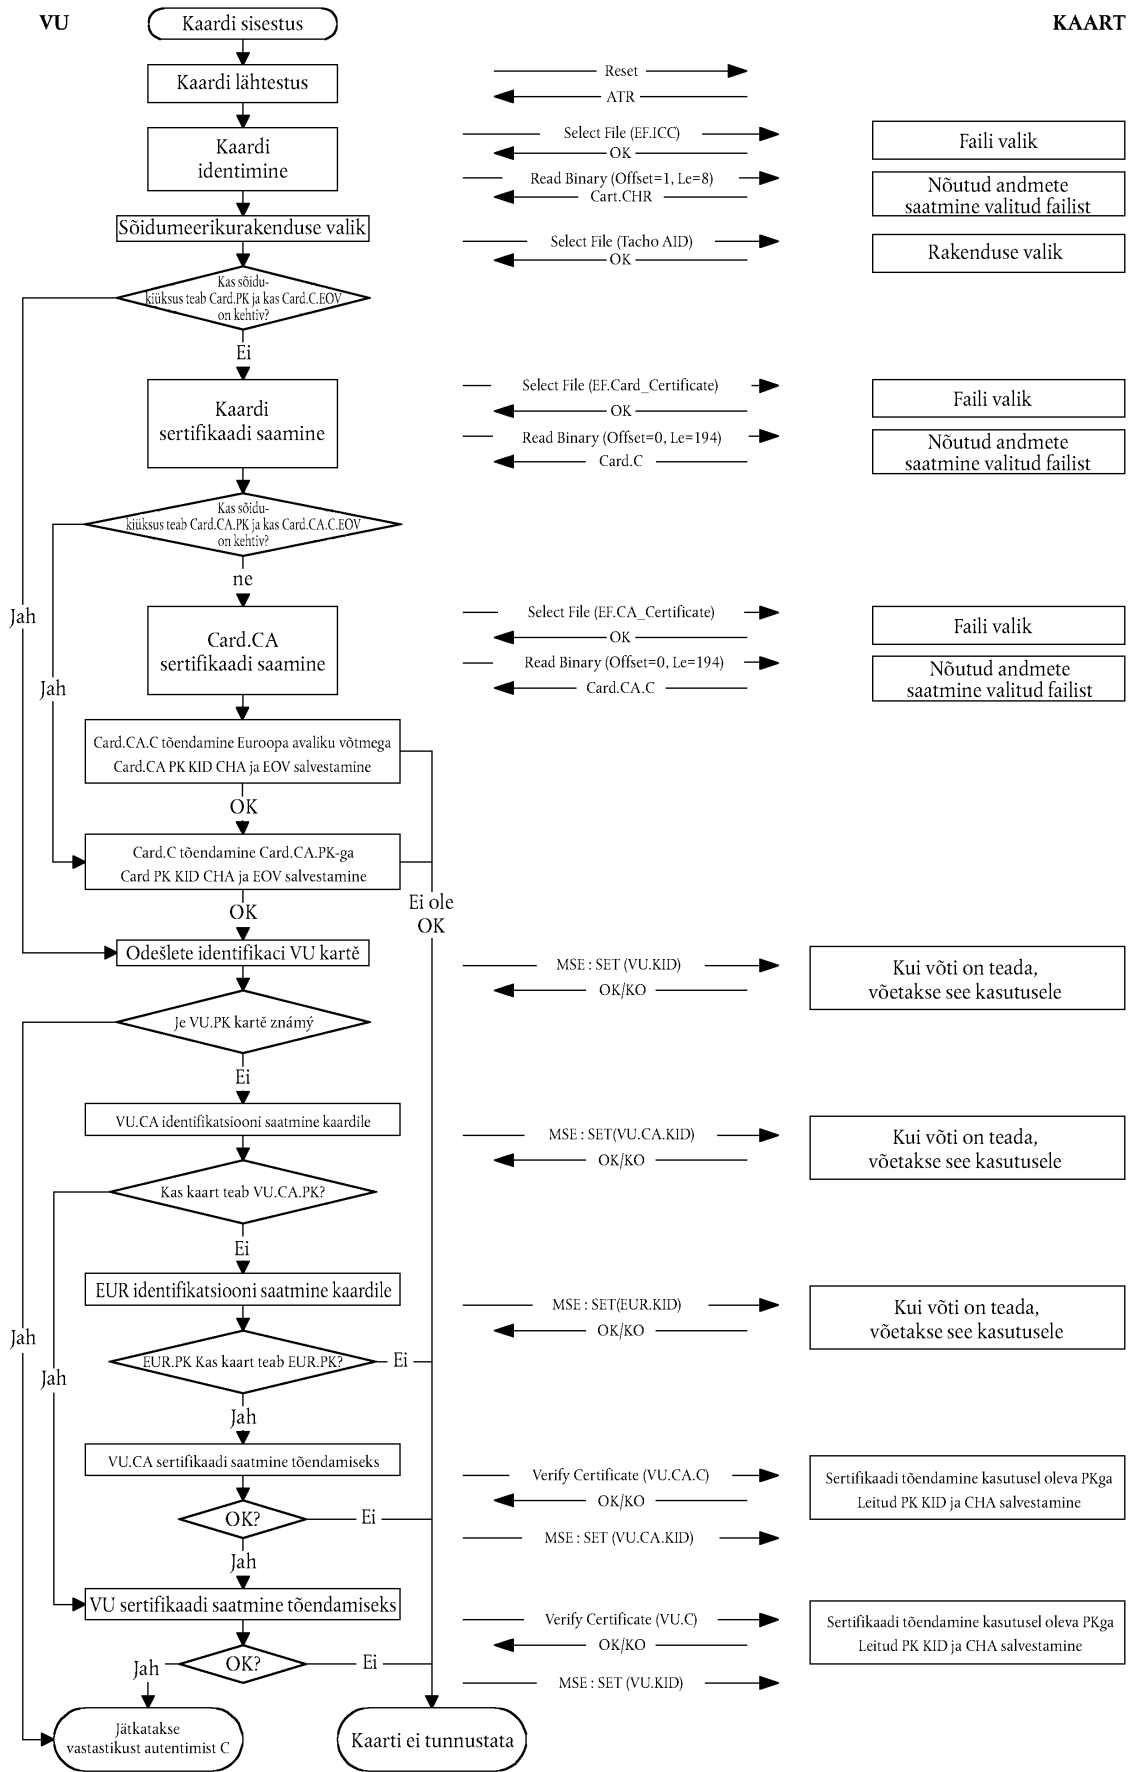 VU
Kaardi sisestus
KAART
Kaardi lähtestus
Reset
ATR
Kaardi
identimine
Select File (EF.ICC)
OK
Faili valik
Read Binary (Offset=1, Le=8)
Cart.CHR
Nõutud andmete
saatmine valitud failist
Sõidumeerikurakenduse valik
Select File (Tacho AID)
OK
Rakenduse valik
Kas sõidu-
kiüksus teab Card.PK ja kas Card.C.EOV
on kehtiv?
Ei
Kaardi
sertifikaadi saamine
Select File (EF.Card_Certificate)
OK
Faili valik
Read Binary (Offset=0, Le=194)
Card.C
Nõutud andmete
saatmine valitud failist
Kas sõidu-
kiüksus teab Card.CA.PK ja kas Card.CA.C.EOV
on kehtiv?
ne
Jah
Card.CA
sertifikaadi saamine
Select File (EF.CA_Certificate)
OK
Faili valik
Read Binary (Offset=0, Le=194)
Card.CA.C
Nõutud andmete
saatmine valitud failist
Jah
Card.CA.C tõendamine Euroopa avaliku võtmega
Card.CA PK KID CHA ja EOV salvestamine
OK
Card.C tõendamine Card.CA.PK-ga
Card PK KID CHA ja EOV salvestamine
OK
Ei ole
OK
Odešlete identifikaci VU kartě
MSE : SET (VU.KID)
OK/KO
Kui võti on teada,
võetakse see kasutusele
Je VU.PK kartě známý
Ei
VU.CA identifikatsiooni saatmine kaardile
MSE : SET(VU.CA.KID)
OK/KO
Kui võti on teada,
võetakse see kasutusele
Kas kaart teab VU.CA.PK?
Ei
EUR identifikatsiooni saatmine kaardile
MSE : SET(EUR.KID)
OK/KO
Kui võti on teada,
võetakse see kasutusele
Jah
EUR.PK Kas kaart teab EUR.PK?
Ei
Jah
Jah
VU.CA sertifikaadi saatmine tõendamiseks
Verify Certificate (VU.CA.C)
OK/KO
Sertifikaadi tõendamine kasutusel oleva PKga
Leitud PK KID ja CHA salvestamine
OK?
Ei
MSE : SET (VU.CA.KID)
Jah
VU sertifikaadi saatmine tõendamiseks
Verify Certificate (VU.C)
OK/KO
Sertifikaadi tõendamine kasutusel oleva PKga
Leitud PK KID ja CHA salvestamine
OK?
Ei
Jah
MSE : SET (VU.KID)
Jätkatakse
vastastikust autentimist C
Kaarti ei tunnustata